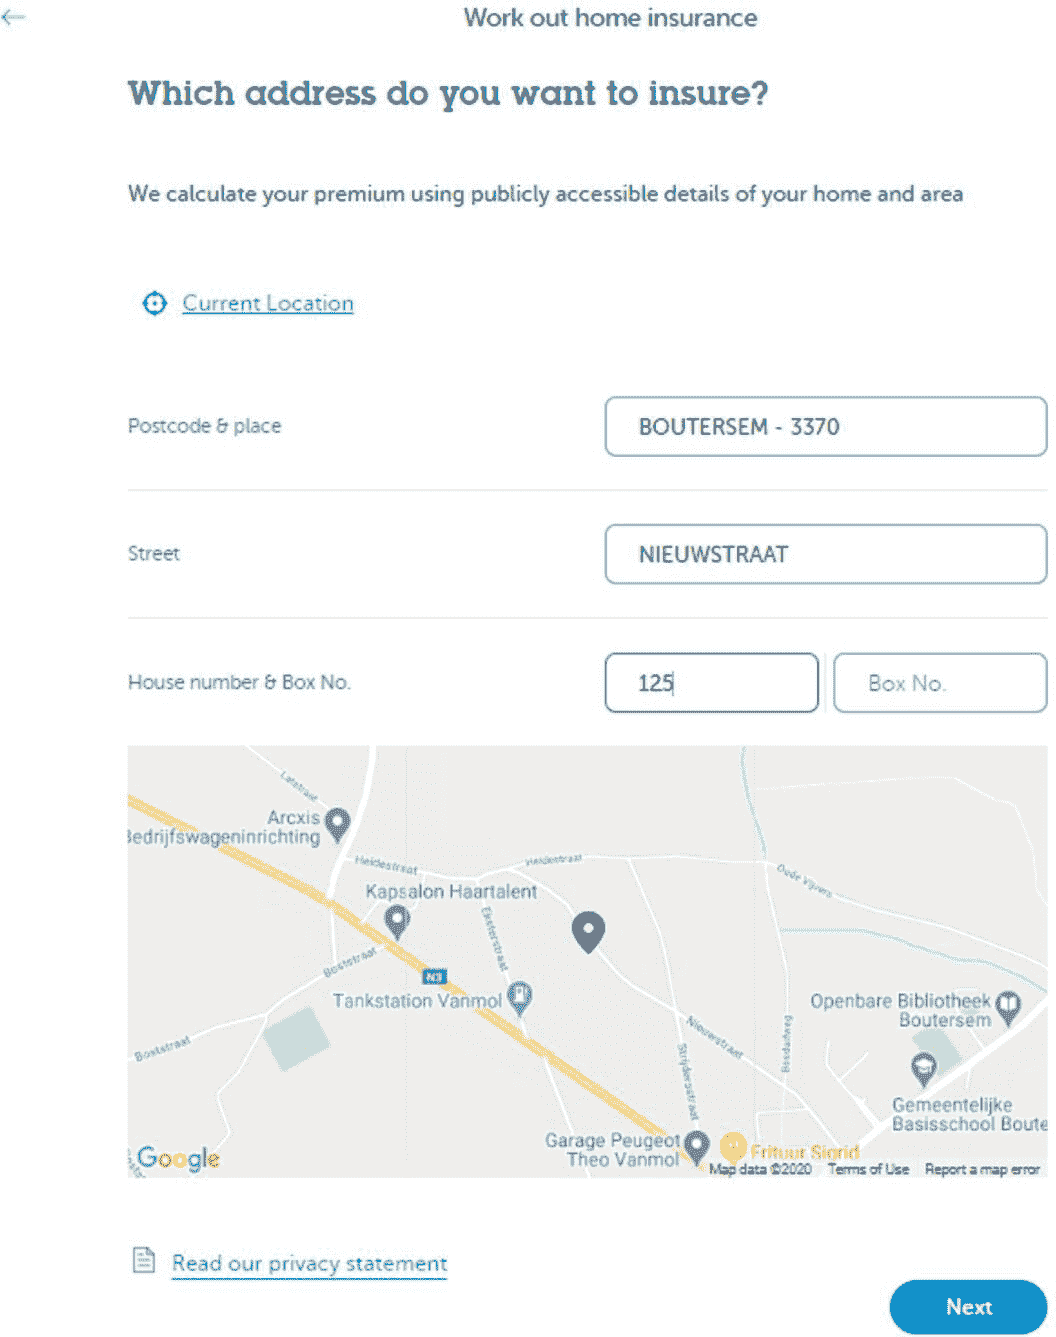 Work out home insurance
Which address do you want to insure?
We calculate your premium using publicly accessible details of your home and area
Current Location
Postcode & place
BOUTERSEM - 3370
Street
NIEUWSTRAAT
House number & Box No.
125
Box No.
Arcxis
Bedrijfswageninrichting
Heidestraat
Heidestraat
Oude Vijvers
Kapsalon Haartalent
Eksterstraat
Boststraat
N3
Tankstation Vanmol
Openbare Bibliotheek
Boutersem
Nieuwstraat
Boststraat
Gemeentelijke
Basisschool Boute
Garage Peugeot
Theo Vanmol
Frituur Sigrid
Google
Map data ©2020
Terms of Use
Report a map error
Read our privacy statement
Next